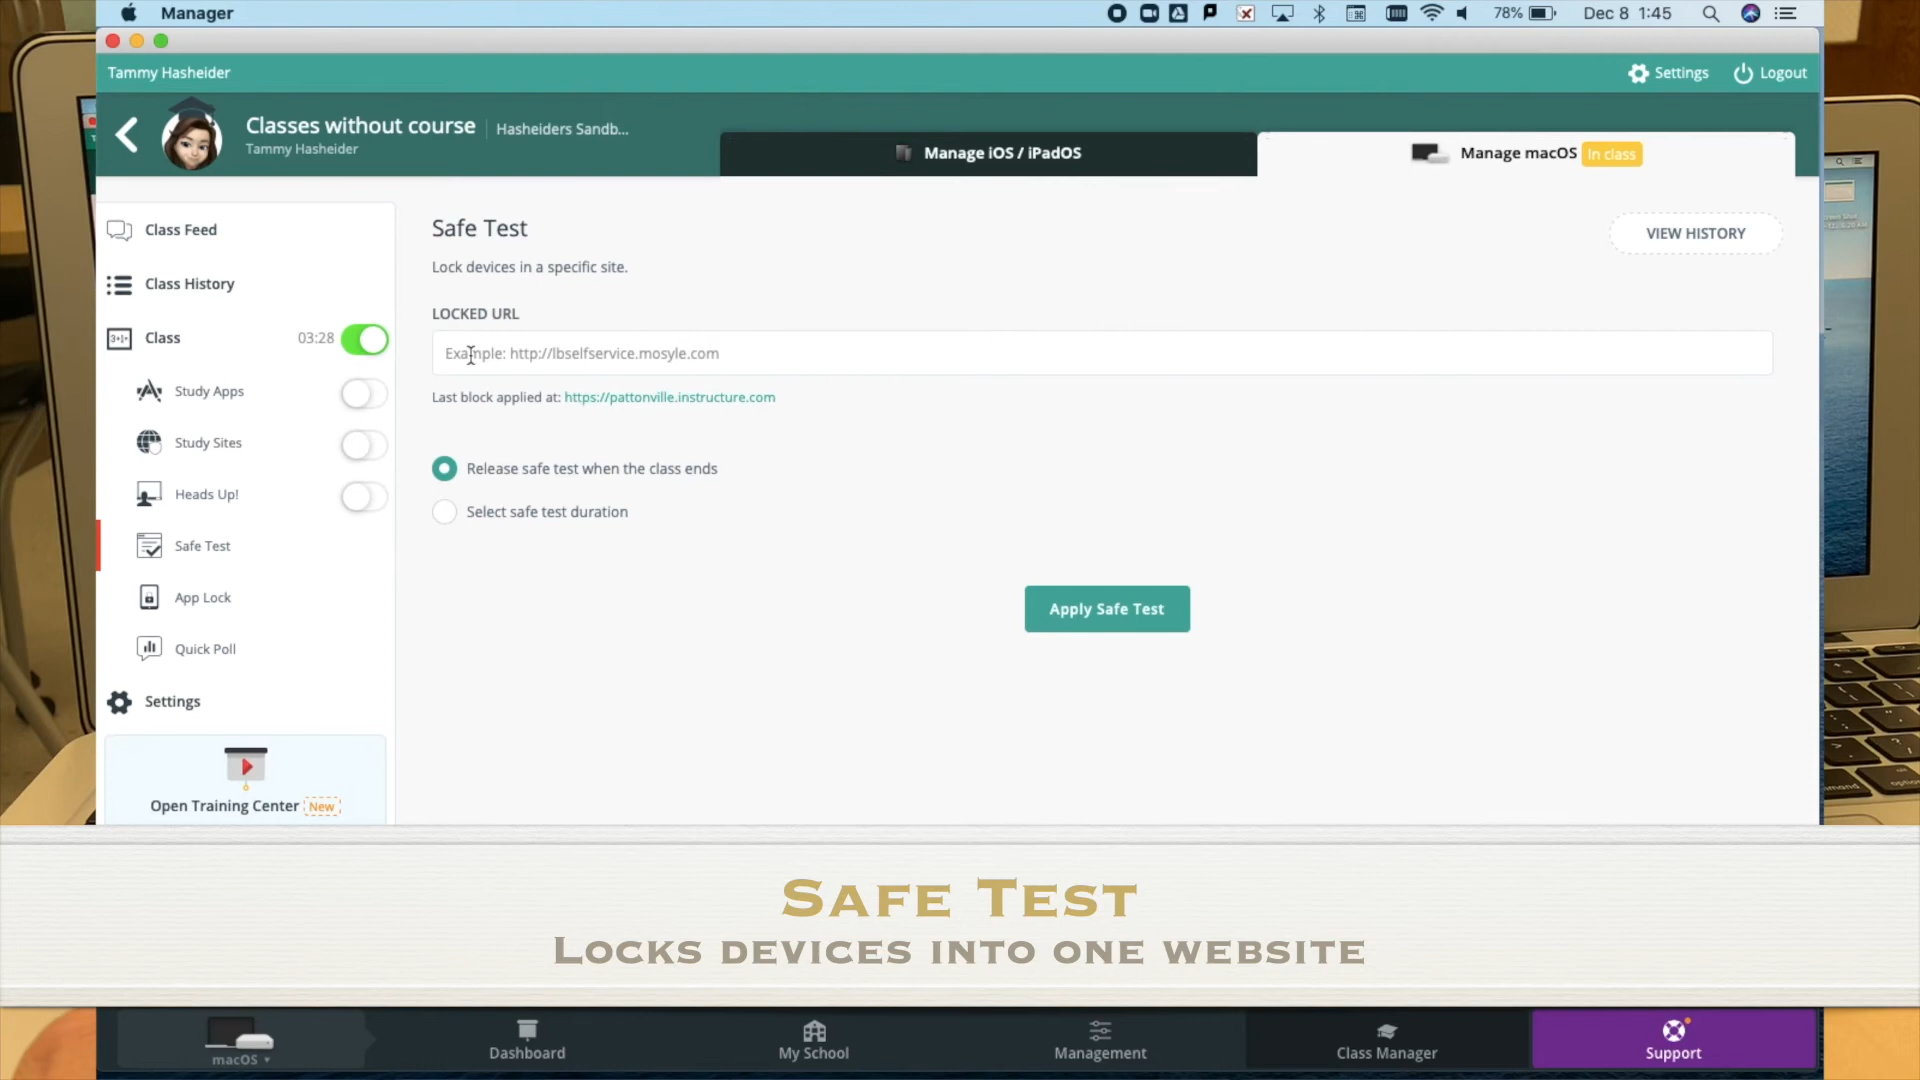 Manager
78%
Dec 8 1:45
Tammy Hasheider
Settings
Logout
Classes without course
Hasheiders Sandb...
Tammy Hasheider
Manage iOS / iPadOS
Manage macOS In class
Class Feed
Class History
Class 03:28
Study Apps
Study Sites
Heads Up!
Safe Test
App Lock
Quick Poll
Settings
Open Training Center New
Safe Test
VIEW HISTORY
Lock devices in a specific site.
LOCKED URL
Example: http://lbselfservice.mosyle.com
Last block applied at: https://pattonville.instructure.com
Release safe test when the class ends
Select safe test duration
Apply Safe Test
Safe Test
Locks devices into one website
macOS
Dashboard
My School
Management
Class Manager
Support